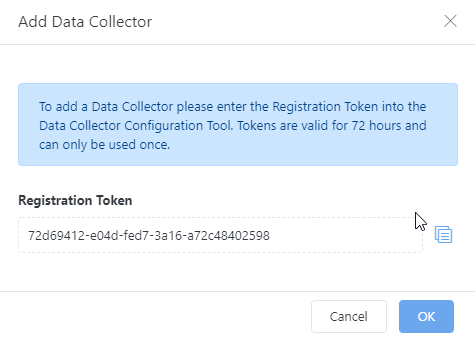 Add Data Collector
To add a Data Collector please enter the Registration Token into the
Data Collector Configuration Tool. Tokens are valid for 72 hours and
can only be used once.
Registration Token
72d69412-e04d-fed7-3a16-a72c48402598
Cancel
OK